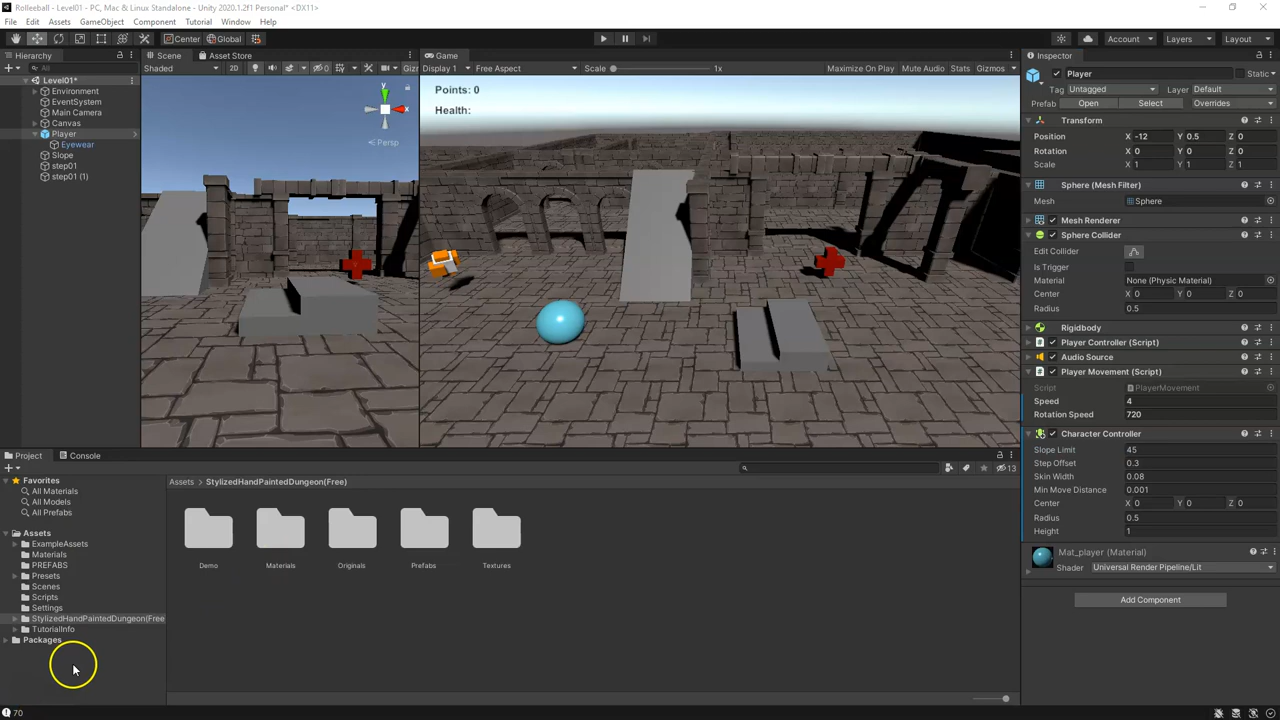 Rolleeball - Level01 - PC, Mac & Linux Standalone - Unity 2020.1.2f1 Personal* <DX11>
File Edit Assets GameObject Component Tutorial Window Help
Center Global Account Layers Layout
Hierarchy
All
Level01*
Environment
EventSystem
Main Camera
Canvas
Player
Eyewear
Slope
step01
step01 (1)
Scene Asset Store
Shaded 2D 0 Giz
y
x
Persp
Game
Display 1 Free Aspect Scale 1x Maximize On Play Mute Audio Stats Gizmos
Points: 0
Health:
Inspector
Player Static
Tag Untagged Layer Default
Prefab Open Select Overrides
Transform
Position X -12 Y 0.5 Z 0
Rotation X 0 Y 0 Z 0
Scale X 1 Y 1 Z 1
Sphere (Mesh Filter)
Mesh Sphere
Mesh Renderer
Sphere Collider
Edit Collider
Is Trigger
Material None (Physic Material)
Center X 0 Y 0 Z 0
Radius 0.5
Rigidbody
Player Controller (Script)
Audio Source
Player Movement (Script)
Script PlayerMovement
Speed 4
Rotation Speed 720
Character Controller
Slope Limit 45
Step Offset 0.3
Skin Width 0.08
Min Move Distance 0.001
Center X 0 Y 0 Z 0
Radius 0.5
Height 1
Mat_player (Material)
Shader Universal Render Pipeline/Lit
Add Component
Project Console
13
Favorites
All Materials
All Models
All Prefabs
Assets
ExampleAssets
Materials
PREFABS
Presets
Scenes
Scripts
Settings
StylizedHandPaintedDungeon(Free
TutorialInfo
Packages
Assets > StylizedHandPaintedDungeon(Free)
Demo Materials Originals Prefabs Textures
70